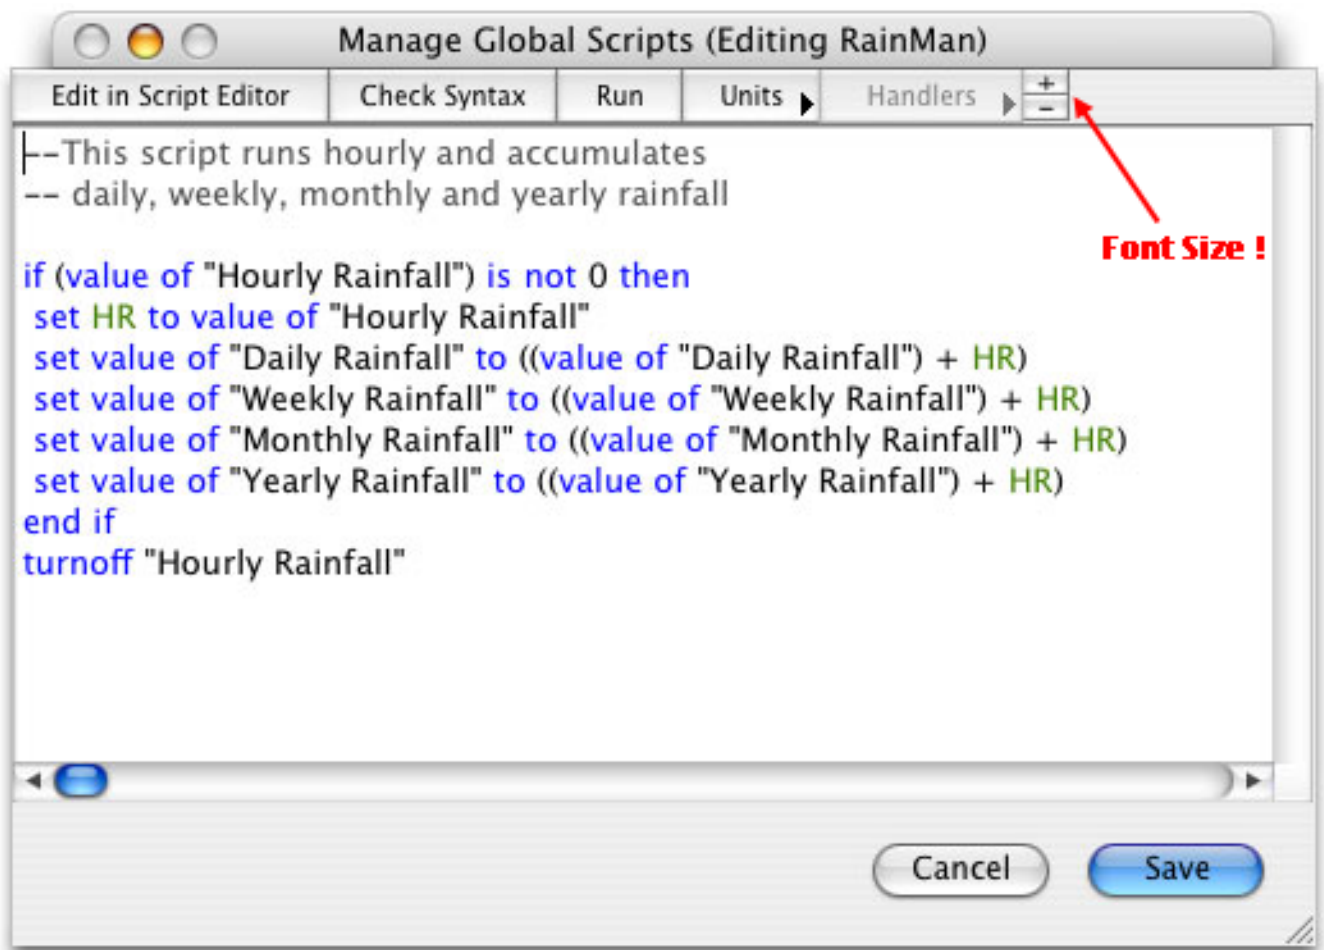 Manage Global Scripts (Editing RainMan)
Edit in Script Editor Check Syntax Run Units Handlers + −
--This script runs hourly and accumulates
-- daily, weekly, monthly and yearly rainfall
Font Size !
if (value of "Hourly Rainfall") is not 0 then
set HR to value of "Hourly Rainfall"
set value of "Daily Rainfall" to ((value of "Daily Rainfall") + HR)
set value of "Weekly Rainfall" to ((value of "Weekly Rainfall") + HR)
set value of "Monthly Rainfall" to ((value of "Monthly Rainfall") + HR)
set value of "Yearly Rainfall" to ((value of "Yearly Rainfall") + HR)
end if
turnoff "Hourly Rainfall"
Cancel Save